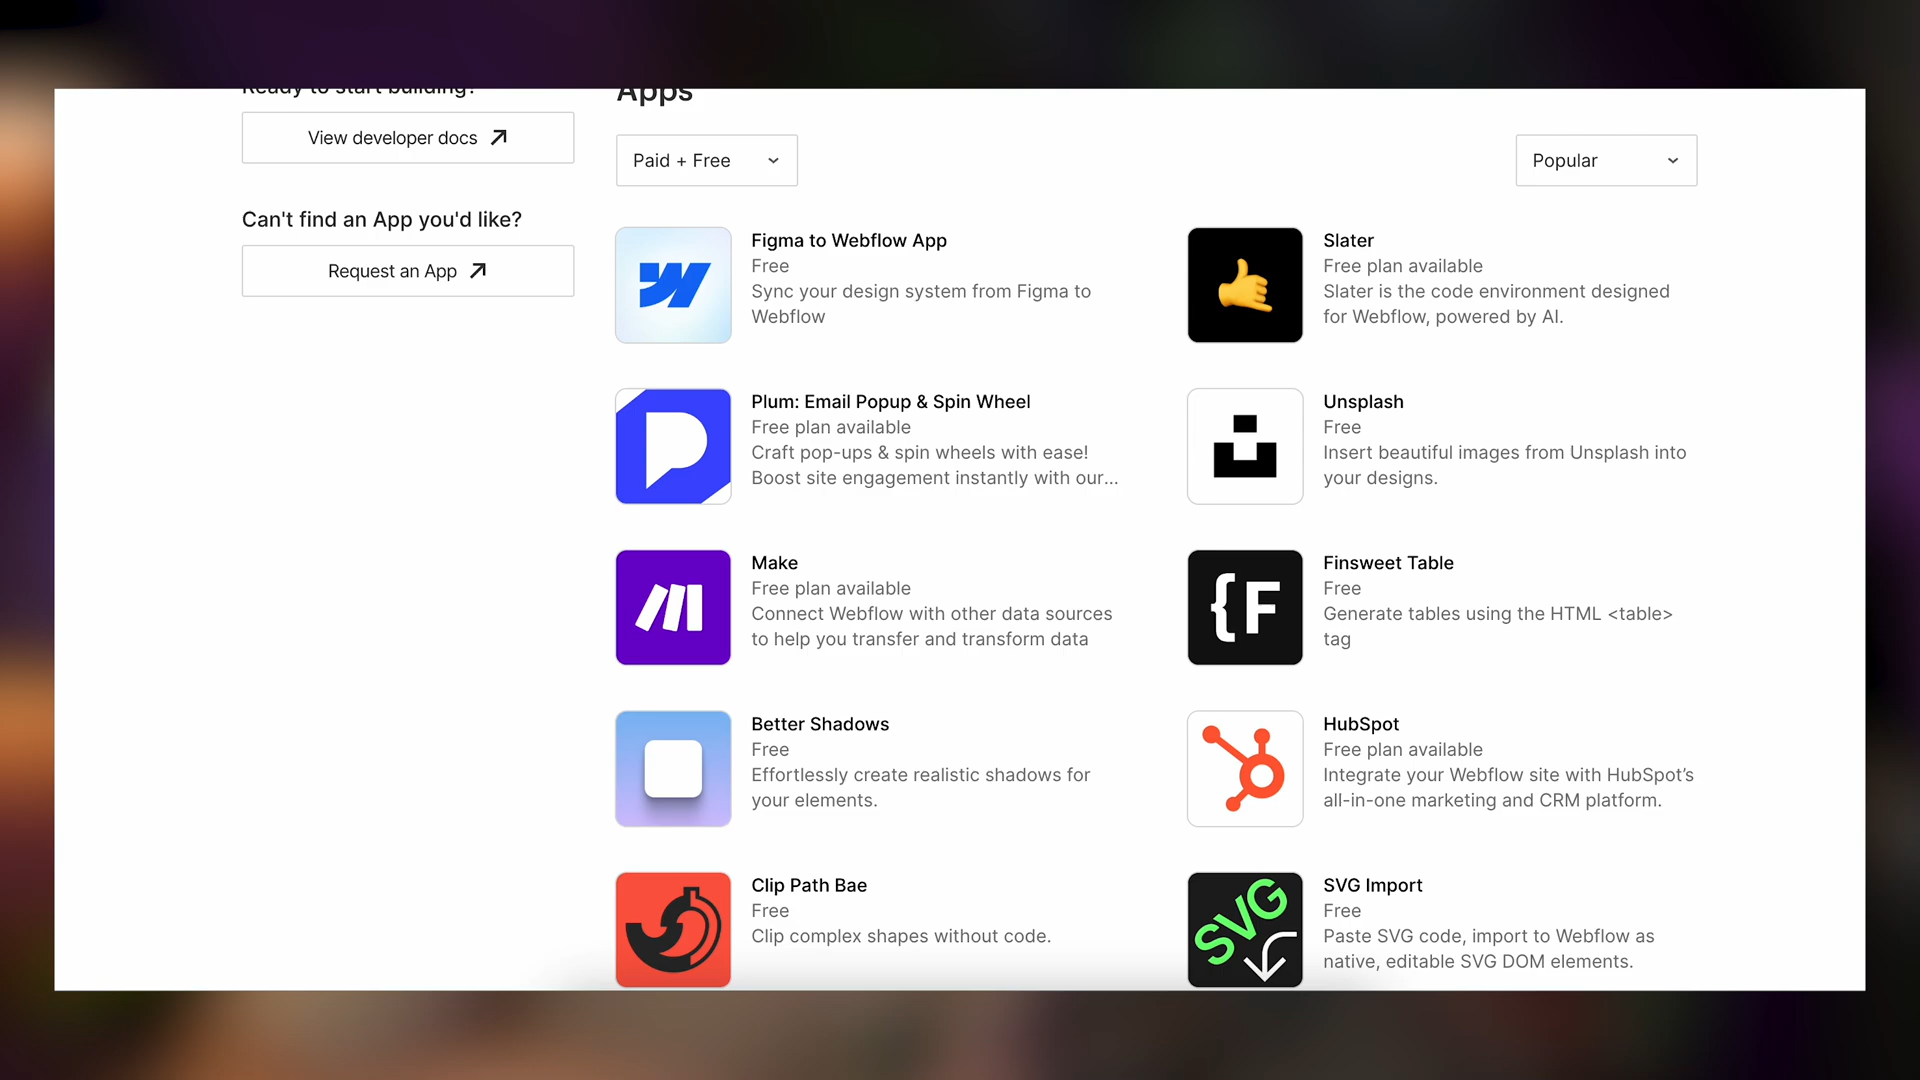 Ready to start building?
View developer docs
Can't find an App you'd like?
Request an App
Apps
Paid + Free
Popular
Figma to Webflow App
Free
Sync your design system from Figma to
Webflow
Slater
Free plan available
Slater is the code environment designed
for Webflow, powered by AI.
Plum: Email Popup & Spin Wheel
Free plan available
Craft pop-ups & spin wheels with ease!
Boost site engagement instantly with our...
Unsplash
Free
Insert beautiful images from Unsplash into
your designs.
Make
Free plan available
Connect Webflow with other data sources
to help you transfer and transform data
{F
Finsweet Table
Free
Generate tables using the HTML <table>
tag
Better Shadows
Free
Effortlessly create realistic shadows for
your elements.
HubSpot
Free plan available
Integrate your Webflow site with HubSpot’s
all-in-one marketing and CRM platform.
Clip Path Bae
Free
Clip complex shapes without code.
SVG
SVG Import
Free
Paste SVG code, import to Webflow as
native, editable SVG DOM elements.